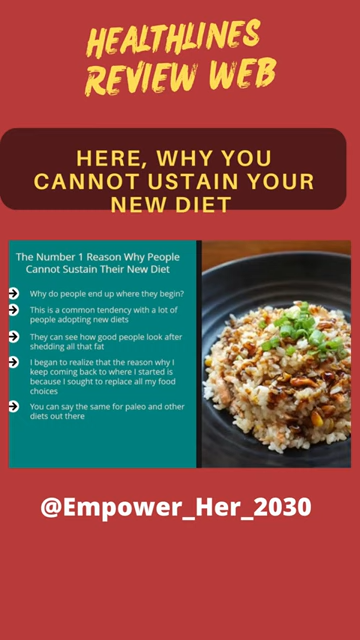 HEALTHLINES
REVIEW WEB
HERE, WHY YOU
CANNOT USTAIN YOUR
NEW DIET
The Number 1 Reason Why People
Cannot Sustain Their New Diet
Why do people end up where they begin?
This is a common tendency with a lot of
people adopting new diets
They can see how good people look after
shedding all that fat
I began to realize that the reason why I
keep coming back to where I started is
because I sought to replace all my food
choices
You can say the same for paleo and other
diets out there
@Empower_Her_2030